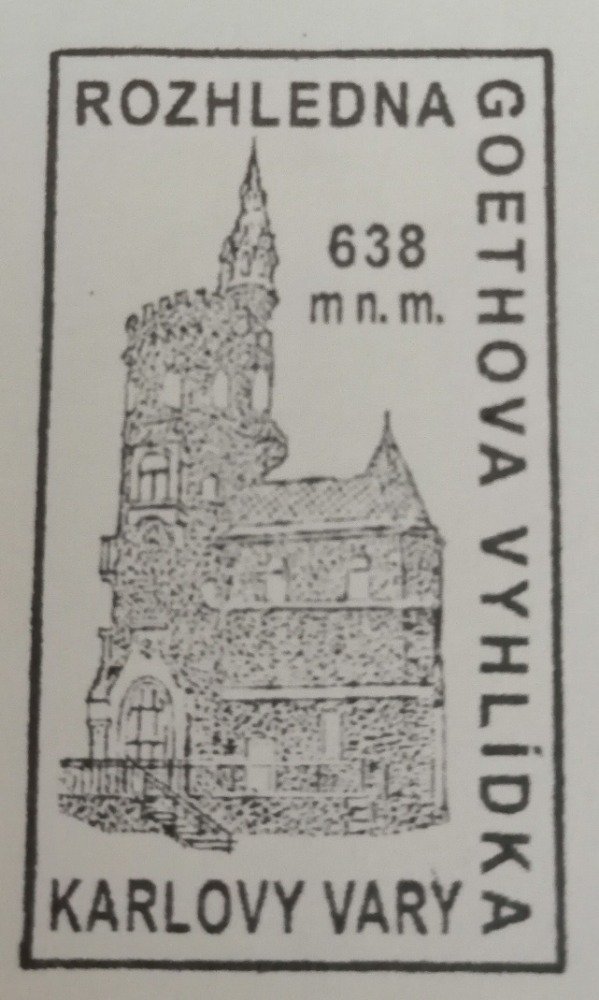 ROZHLEDNA
GOETHOVA VYHLÍDKA
638
m n. m.
KARLOVY VARY